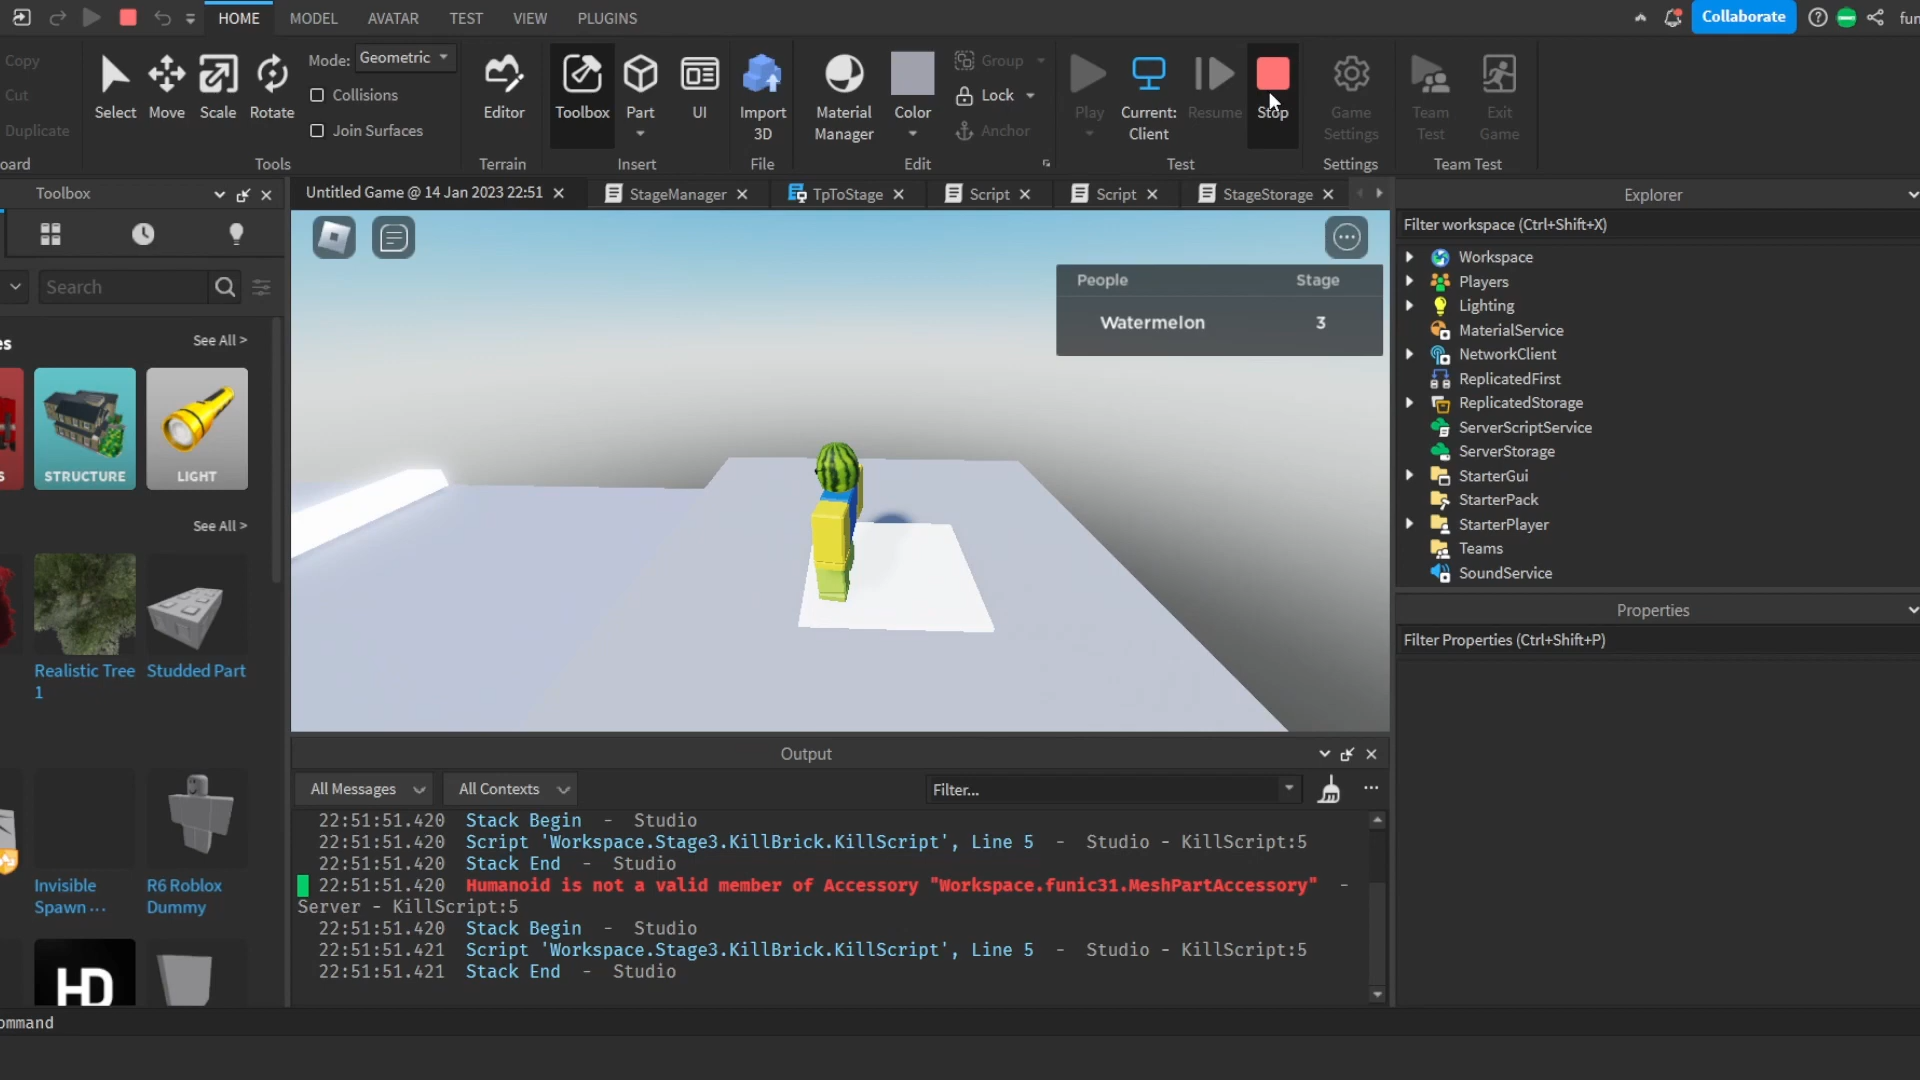 HOME MODEL AVATAR TEST VIEW PLUGINS
Collaborate
fun
Copy
Cut
Duplicate
oard
Select Move Scale Rotate
Mode: Geometric
Collisions
Join Surfaces
Tools
Editor
Terrain
Toolbox Part UI
Insert
Import
3D
File
Material
Manager
Color
Group
Lock
Anchor
Edit
Play
Current:
Client
Resume
Stop
Test
Game
Settings
Settings
Team
Test
Exit
Game
Team Test
Toolbox
Untitled Game @ 14 Jan 2023 22:51
StageManager
TpToStage
Script
Script
StageStorage
Explorer
Filter workspace (Ctrl+Shift+X)
Workspace
Players
Lighting
MaterialService
NetworkClient
ReplicatedFirst
ReplicatedStorage
ServerScriptService
ServerStorage
StarterGui
StarterPack
StarterPlayer
Teams
SoundService
Properties
Filter Properties (Ctrl+Shift+P)
Search
es
See All >
S
STRUCTURE
LIGHT
See All >
Realistic Tree
1
Studded Part
Invisible
Spawn ...
R6 Roblox
Dummy
HD
People Stage
Watermelon 3
Output
All Messages
All Contexts
Filter...
22:51:51.420 Stack Begin - Studio
22:51:51.420 Script 'Workspace.Stage3.KillBrick.KillScript', Line 5 - Studio - KillScript:5
22:51:51.420 Stack End - Studio
22:51:51.420 Humanoid is not a valid member of Accessory "Workspace.funic31.MeshPartAccessory" -
Server - KillScript:5
22:51:51.420 Stack Begin - Studio
22:51:51.421 Script 'Workspace.Stage3.KillBrick.KillScript', Line 5 - Studio - KillScript:5
22:51:51.421 Stack End - Studio
ommand